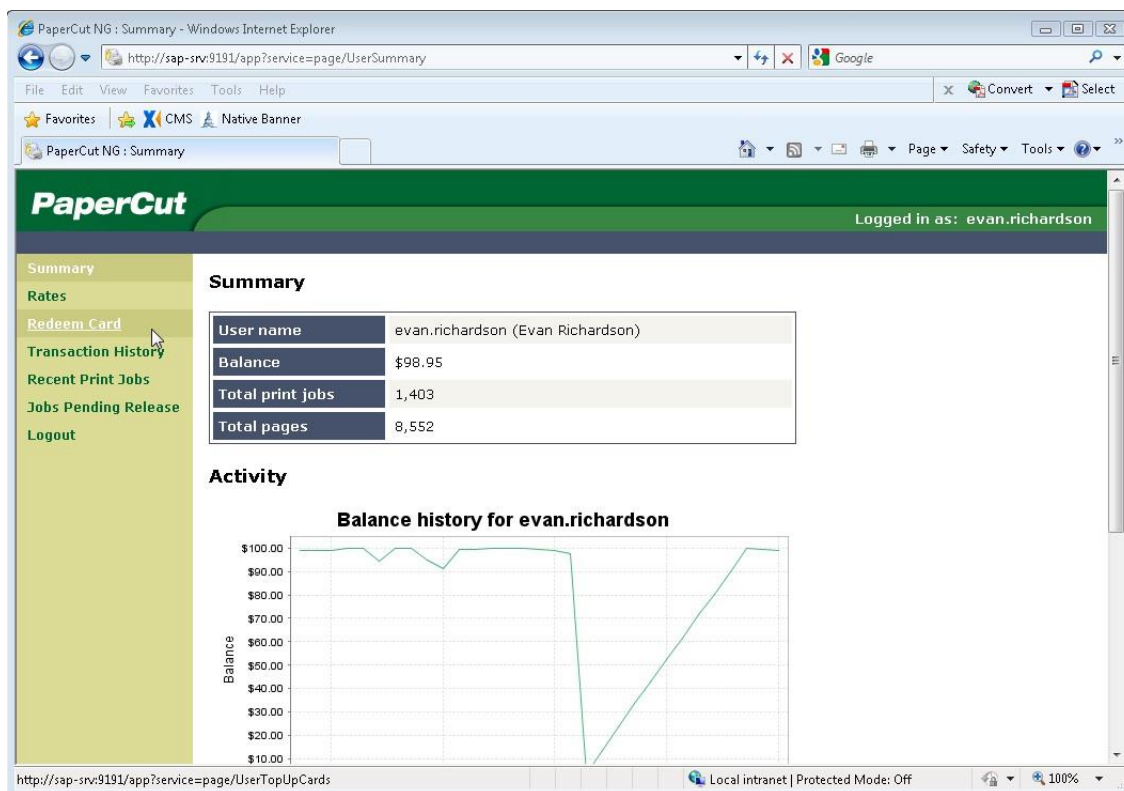 PaperCut NG : Summary - Windows Internet Explorer
http://sap-srv:9191/app?service=page/UserSummary
Google
File Edit View Favorites Tools Help
Convert Select
Favorites CMS Native Banner
PaperCut NG : Summary
Page Safety Tools
PaperCut
Logged in as: evan.richardson
Summary
Rates
Redeem Card
Transaction History
Recent Print Jobs
Jobs Pending Release
Logout
Summary
User name evan.richardson (Evan Richardson)
Balance $98.95
Total print jobs 1,403
Total pages 8,552
Activity
Balance history for evan.richardson
Balance
$100.00
$90.00
$80.00
$70.00
$60.00
$50.00
$40.00
$30.00
$20.00
$10.00
http://sap-srv:9191/app?service=page/UserTopUpCards
Local intranet | Protected Mode: Off
100%